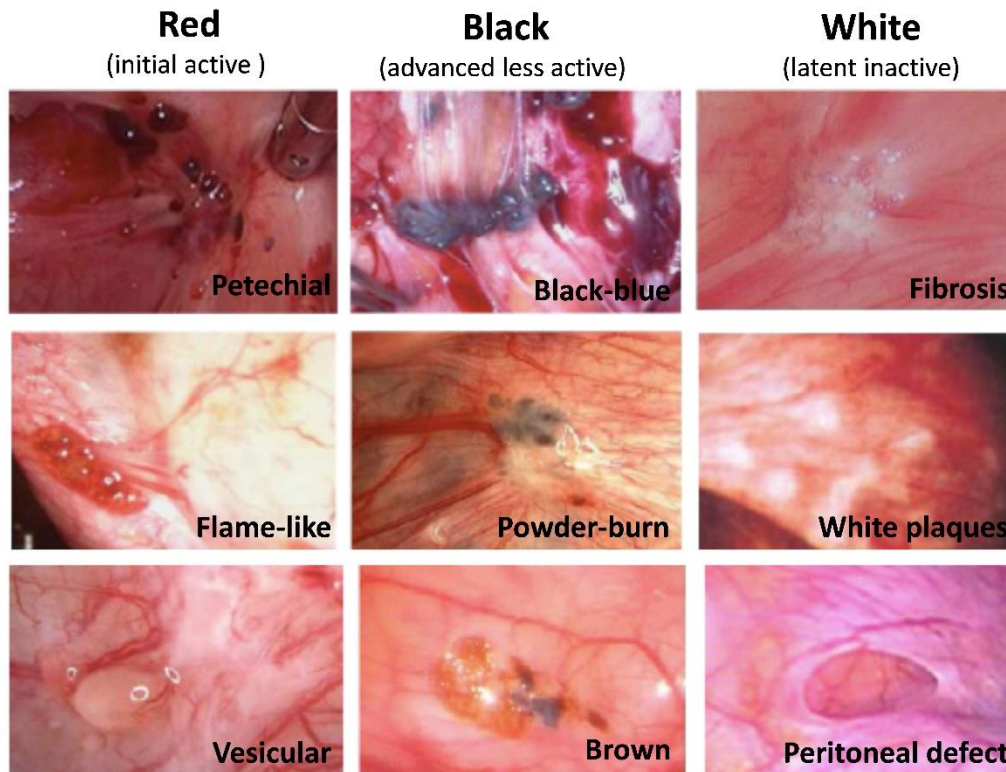 Red
(initial active )
Black
(advanced less active)
White
(latent inactive)
Petechial
Black-blue
Fibrosis
Flame-like
Powder-burn
White plaques
Vesicular
Brown
Peritoneal defect